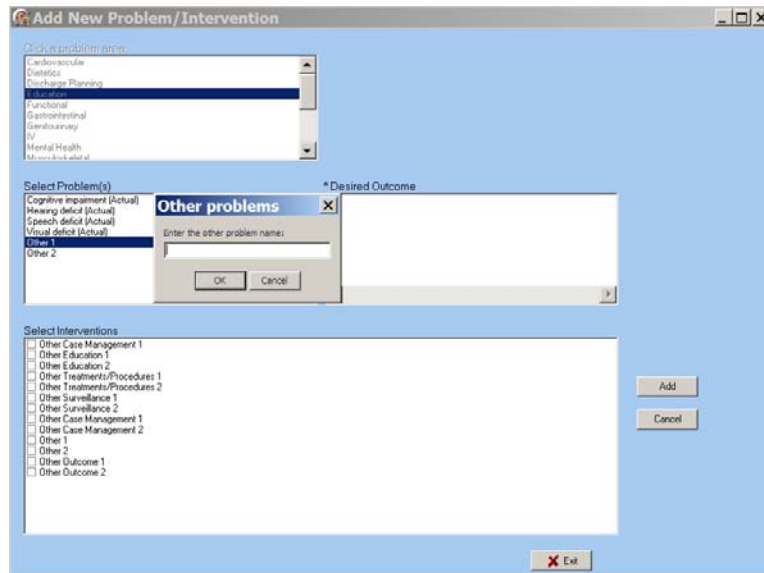 Add New Problem/Intervention
Click a problem area:
Cardiovascular
Dietetics
Discharge Planning
Education
Functional
Gastrointestinal
Genitourinary
IV
Mental Health
Musculoskeletal
Select Problem(s)
Cognitive impairment (Actual)
Hearing deficit (Actual)
Speech deficit (Actual)
Visual deficit (Actual)
Other 1
Other 2
* Desired Outcome
Other problems
Enter the other problem name:
OK Cancel
Select Interventions
Other Case Management 1
Other Education 1
Other Education 2
Other Treatments/Procedures 1
Other Treatments/Procedures 2
Other Surveillance 1
Other Surveillance 2
Other Case Management 1
Other Case Management 2
Other 1
Other 2
Other Outcome 1
Other Outcome 2
Add
Cancel
Exit